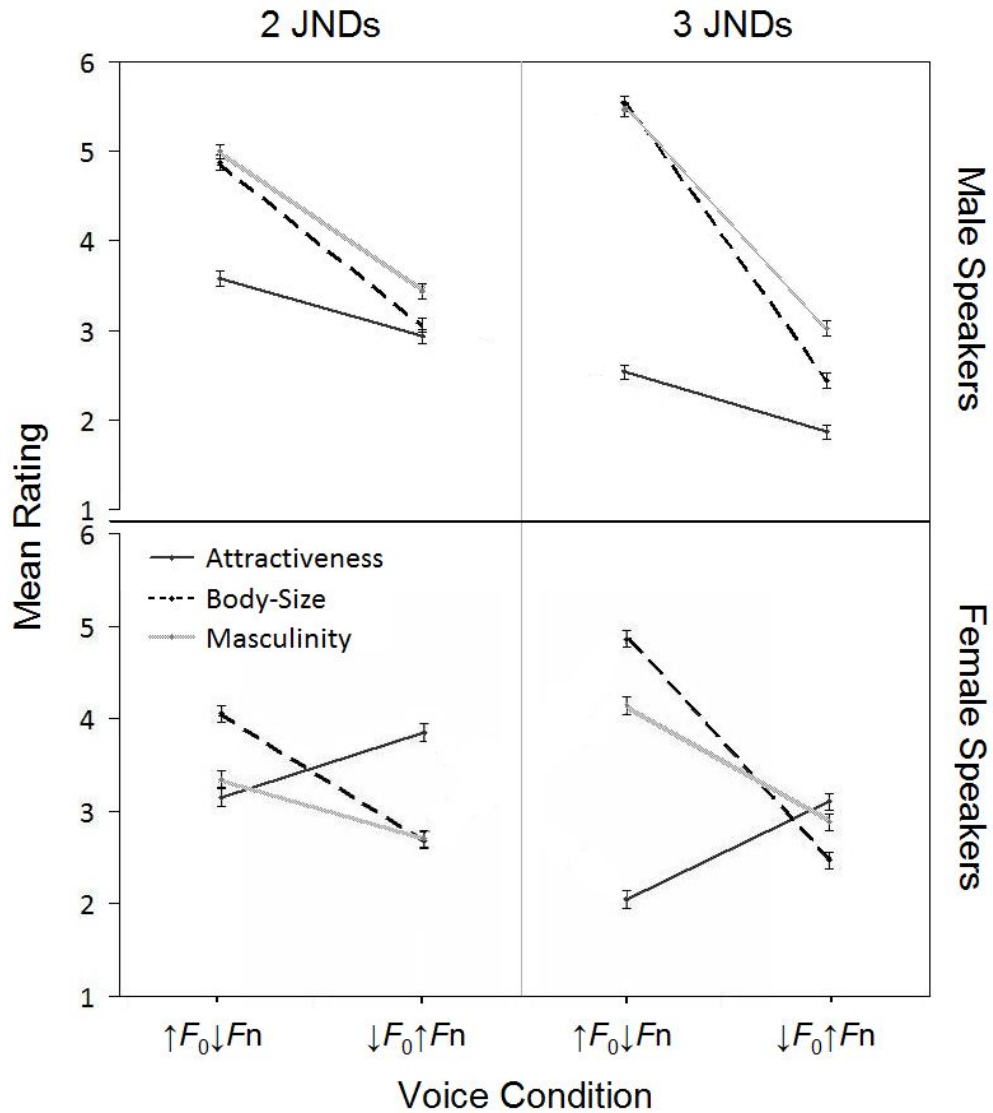 2 JNDs
3 JNDs
6
5
4
3
2
1
Male Speakers
Mean Rating
6
5
4
3
2
1
Attractiveness
Body-Size
Masculinity
Female Speakers
↑F₀↓Fn
↓F₀↑Fn
↑F₀↓Fn
↓F₀↑Fn
Voice Condition